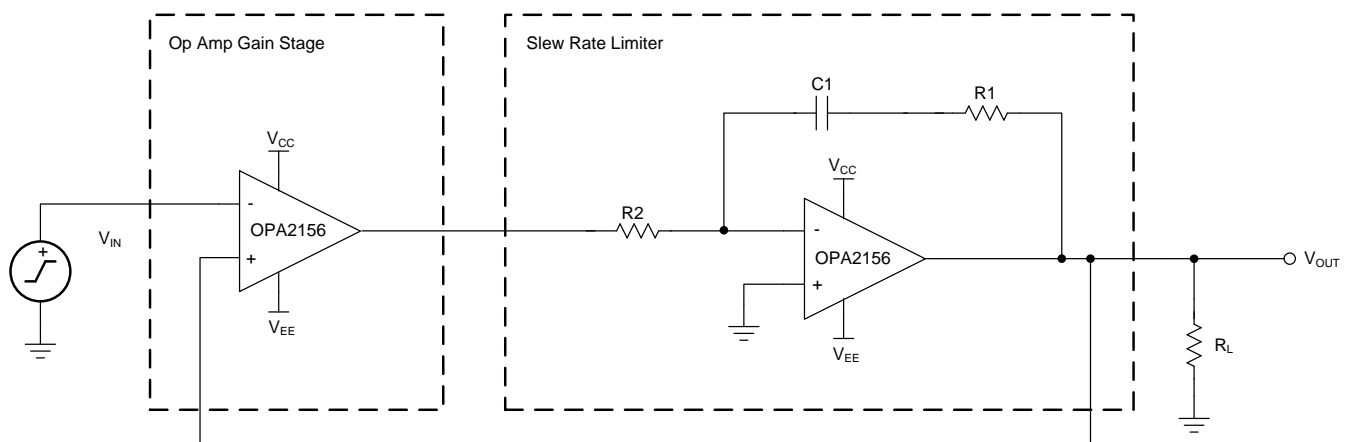 Op Amp Gain Stage
Slew Rate Limiter
C1
R1
VCC
VCC
R2
-
OPA2156
+
VEE
VIN
+
-
OPA2156
+
VEE
VOUT
RL